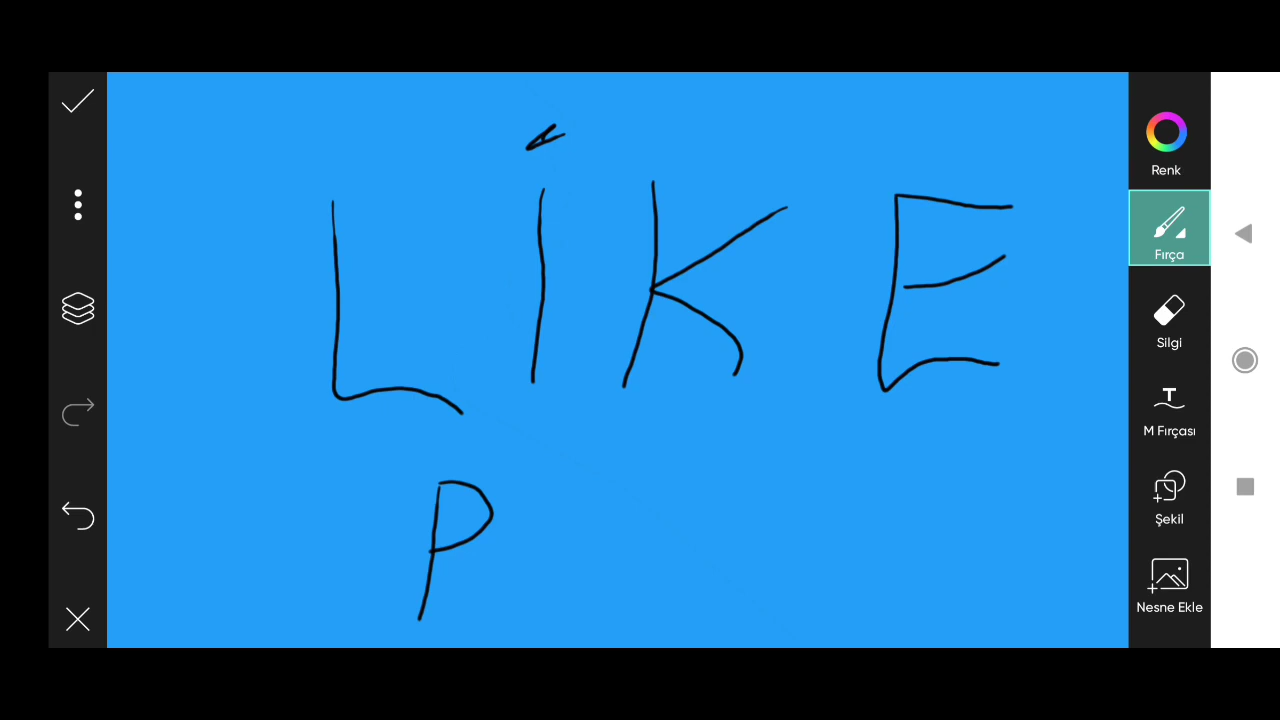 LİKE
P
Renk
Fırça
Silgi
M Fırçası
Şekil
Nesne Ekle